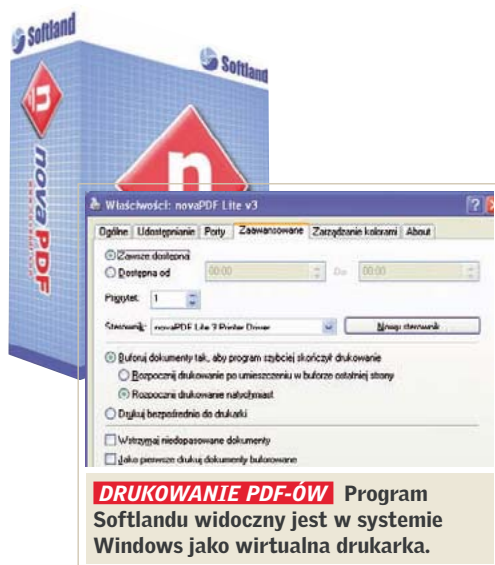 Softland
Softland
n
n
novaPDF
Właściwości: novaPDF Lite v3
Ogólne Udostępnianie Porty Zaawansowane Zarządzanie kolorami About
Zawsze dostępna
Dostępna od 00:00 Do 00:00
Priorytet: 1
Sterownik: novaPDF Lite 3 Printer Driver Nowy sterownik
Buforuj dokumenty tak, aby program szybciej skończył drukowanie
Rozpocznij drukowanie po umieszczeniu w buforze ostatniej strony
Rozpocznij drukowanie natychmiast
Drukuj bezpośrednio do drukarki
Wstrzymaj niedopasowane dokumenty
Jako pierwsze drukuj dokumenty buforowane
DRUKOWANIE PDF-ÓW Program
Softlandu widoczny jest w systemie
Windows jako wirtualna drukarka.